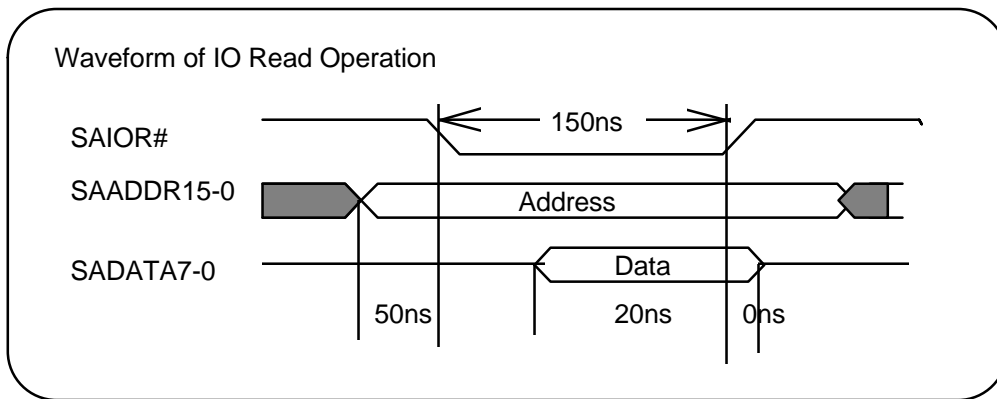 Waveform of IO Read Operation
150ns
SAIOR#
SAADDR15-0
Address
SADATA7-0
Data
50ns
20ns
0ns